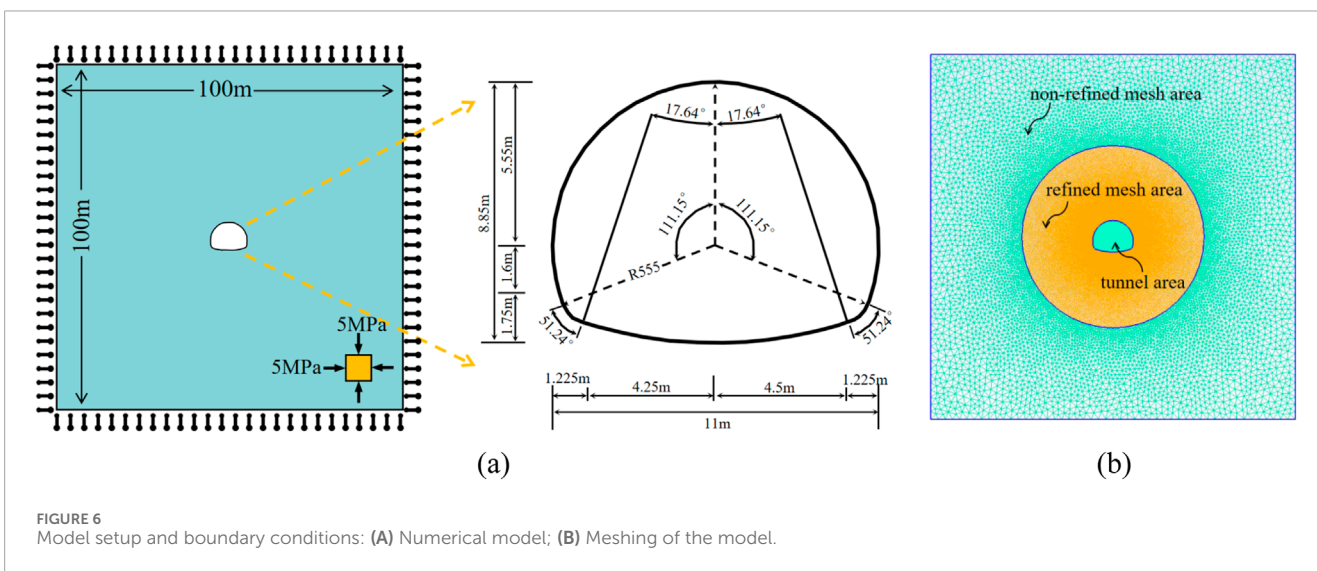 100m
100m
5MPa
5MPa
17.64°
17.64°
5.55m
8.85m
111.15°
111.15°
1.6m
R555
1.75m
51.24°
51.24°
1.225m
4.25m
4.5m
1.225m
11m
(a)
non-refined mesh area
refined mesh area
tunnel area
(b)
FIGURE 6
Model setup and boundary conditions: (A) Numerical model; (B) Meshing of the model.